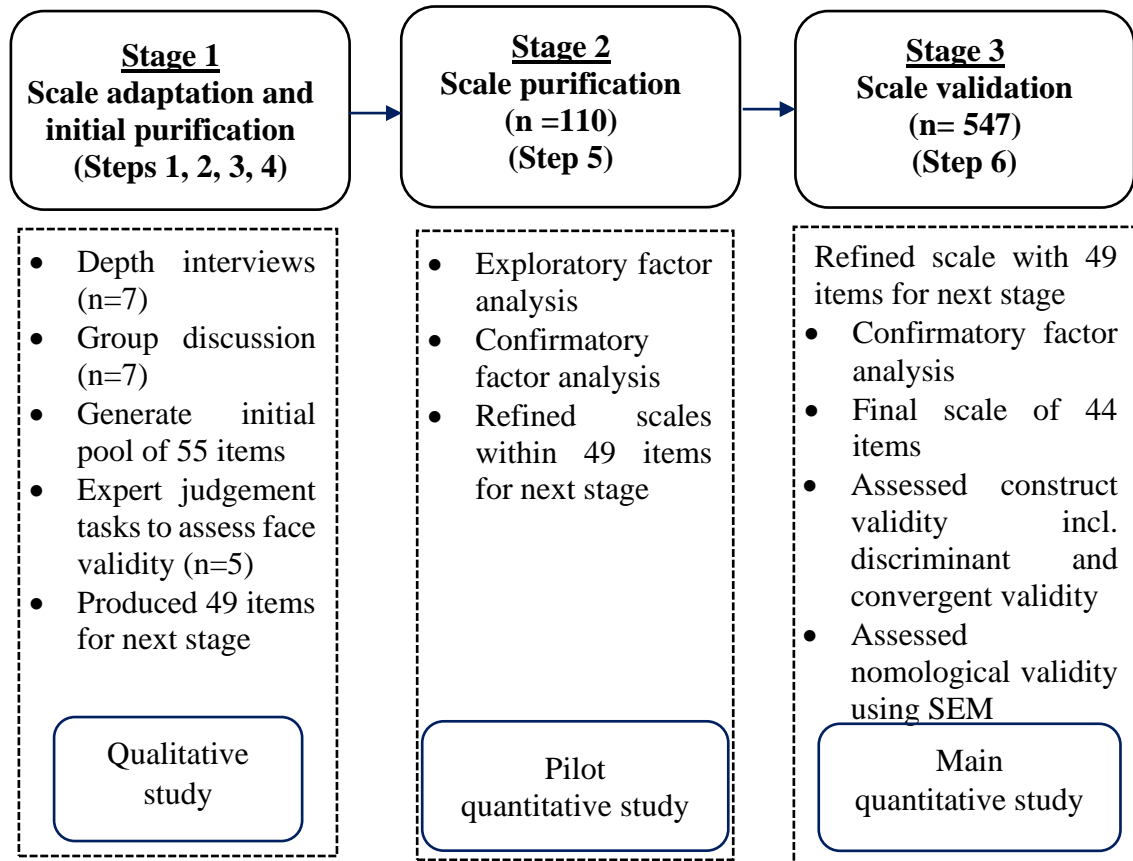 Stage 1
Scale adaptation and
initial purification
(Steps 1, 2, 3, 4)
Stage 2
Scale purification
(n =110)
(Step 5)
Stage 3
Scale validation
(n= 547)
(Step 6)
• Depth interviews
(n=7)
• Group discussion
(n=7)
• Generate initial
pool of 55 items
• Expert judgement
tasks to assess face
validity (n=5)
• Produced 49 items
for next stage
Qualitative
study
• Exploratory factor
analysis
• Confirmatory
factor analysis
• Refined scales
within 49 items
for next stage
Pilot
quantitative study
Refined scale with 49
items for next stage
• Confirmatory factor
analysis
• Final scale of 44
items
• Assessed construct
validity incl.
discriminant and
convergent validity
• Assessed
nomological validity
using SEM
Main
quantitative study